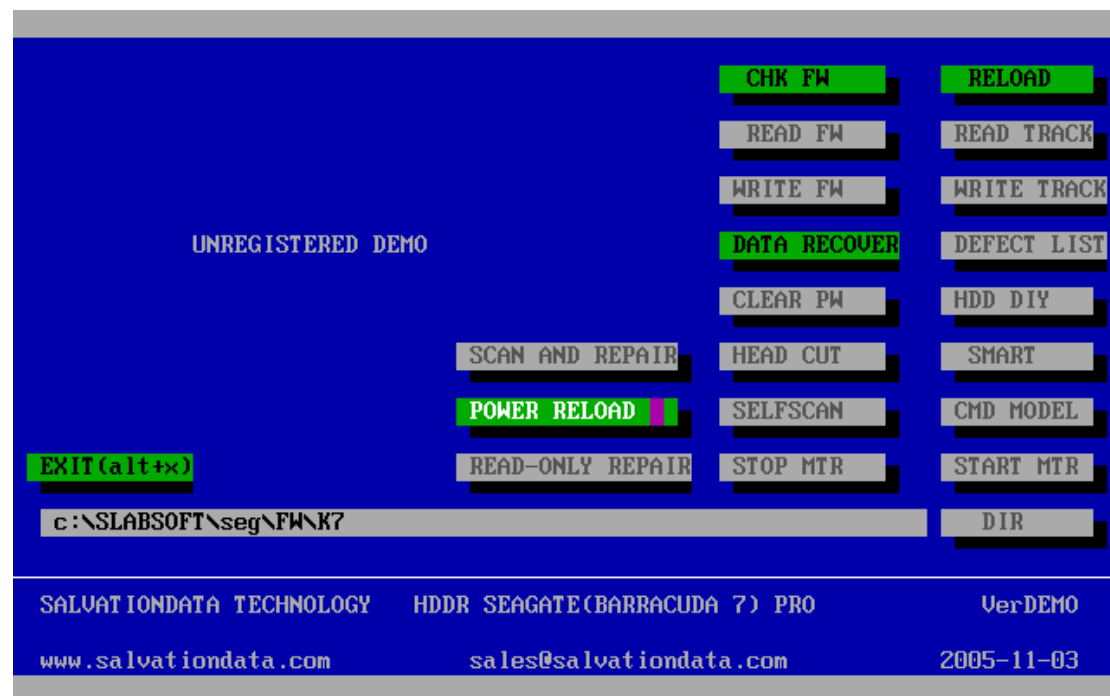 CHK FW RELOAD
READ FW READ TRACK
WRITE FW WRITE TRACK
UNREGISTERED DEMO DATA RECOVER DEFECT LIST
CLEAR PW HDD DIY
SCAN AND REPAIR HEAD CUT SMART
POWER RELOAD SELFSCAN CMD MODEL
EXIT(alt+x) READ-ONLY REPAIR STOP MTR START MTR
c:\SLABSOFT\seg\FW\K7 DIR
SALVATIONDATA TECHNOLOGY HDDR SEAGATE(BARRACUDA 7) PRO VerDEMO
www.salvationdata.com sales@salvationdata.com 2005-11-03